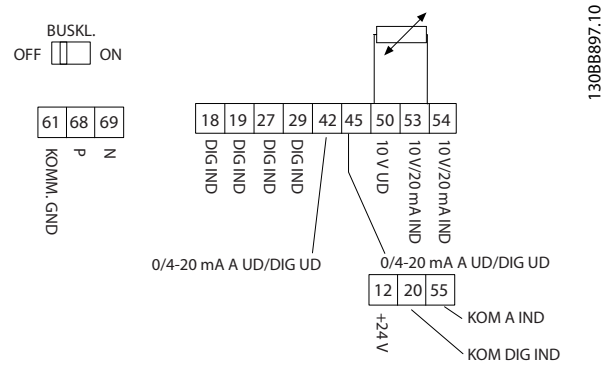 130BB897.10
BUSKL.
OFF ON
61 68 69
KOMM. GND
P
N
18 19 27 29 42 45 50 53 54
DIG IND
DIG IND
DIG IND
DIG IND
10 V UD
10 V/20 mA IND
10 V/20 mA IND
0/4-20 mA A UD/DIG UD
0/4-20 mA A UD/DIG UD
12 20 55
+24 V
KOM A IND
KOM DIG IND